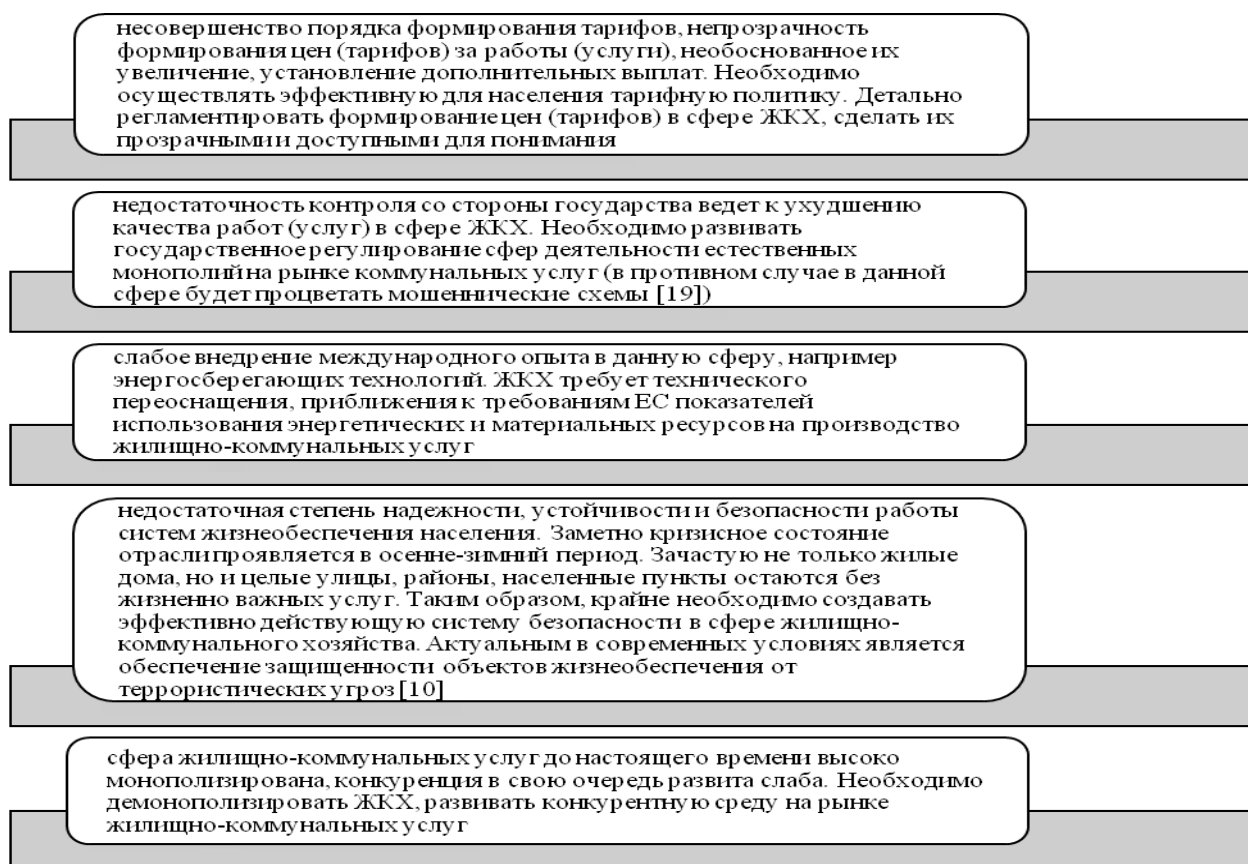 несовершенство порядка формирования тарифов, непрозрачность
формирования цен (тарифов) за работы (услуги), необоснованное их
увеличение, установление дополнительных выплат. Необходимо
осуществлять эффективную для населения тарифную политику. Детально
регламентировать формирование цен (тарифов) в сфере ЖКХ, сделать их
прозрачными и доступными для понимания
недостаточность контроля со стороны государства ведет к ухудшению
качества работ (услуг) в сфере ЖКХ. Необходимо развивать
государственное регулирование сфер деятельности естественных
монополий на рынке коммунальных услуг (в противном случае в данной
сфере будет процветать мошеннические схемы [19])
слабое внедрение международного опыта в данную сферу, например
энергосберегающих технологий. ЖКХ требует технического
переоснащения, приближения к требованиям ЕС показателей
использования энергетических и материальных ресурсов на производство
жилищно-коммунальных услуг
недостаточная степень надежности, устойчивости и безопасности работы
систем жизнеобеспечения населения. Заметно кризисное состояние
отрасли проявляется в осенне-зимний период. Зачастую не только жилые
дома, но и целые улицы, районы, населенные пункты остаются без
жизненно важных услуг. Таким образом, крайне необходимо создавать
эффективно действующую систему безопасности в сфере жилищно-
коммунального хозяйства. Актуальным в современных условиях является
обеспечение защищенности объектов жизнеобеспечения от
террористических угроз [10]
сфера жилищно-коммунальных услуг до настоящего времени высоко
монополизирована, конкуренция в свою очередь развита слаба. Необходимо
демонополизировать ЖКХ, развивать конкурентную среду на рынке
жилищно-коммунальных услуг